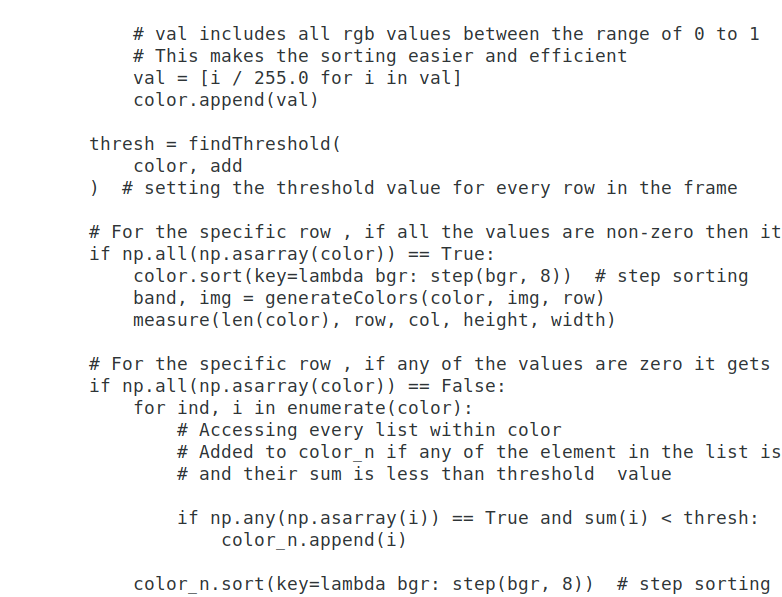 # val includes all rgb values between the range of 0 to 1
# This makes the sorting easier and efficient
val = [i / 255.0 for i in val]
color.append(val)
thresh = findThreshold(
color, add
)  # setting the threshold value for every row in the frame
# For the specific row , if all the values are non-zero then it
if np.all(np.asarray(color)) == True:
color.sort(key=lambda bgr: step(bgr, 8))  # step sorting
band, img = generateColors(color, img, row)
measure(len(color), row, col, height, width)
# For the specific row , if any of the values are zero it gets
if np.all(np.asarray(color)) == False:
for ind, i in enumerate(color):
# Accessing every list within color
# Added to color_n if any of the element in the list is
# and their sum is less than threshold  value
if np.any(np.asarray(i)) == True and sum(i) < thresh:
color_n.append(i)
color_n.sort(key=lambda bgr: step(bgr, 8))  # step sorting